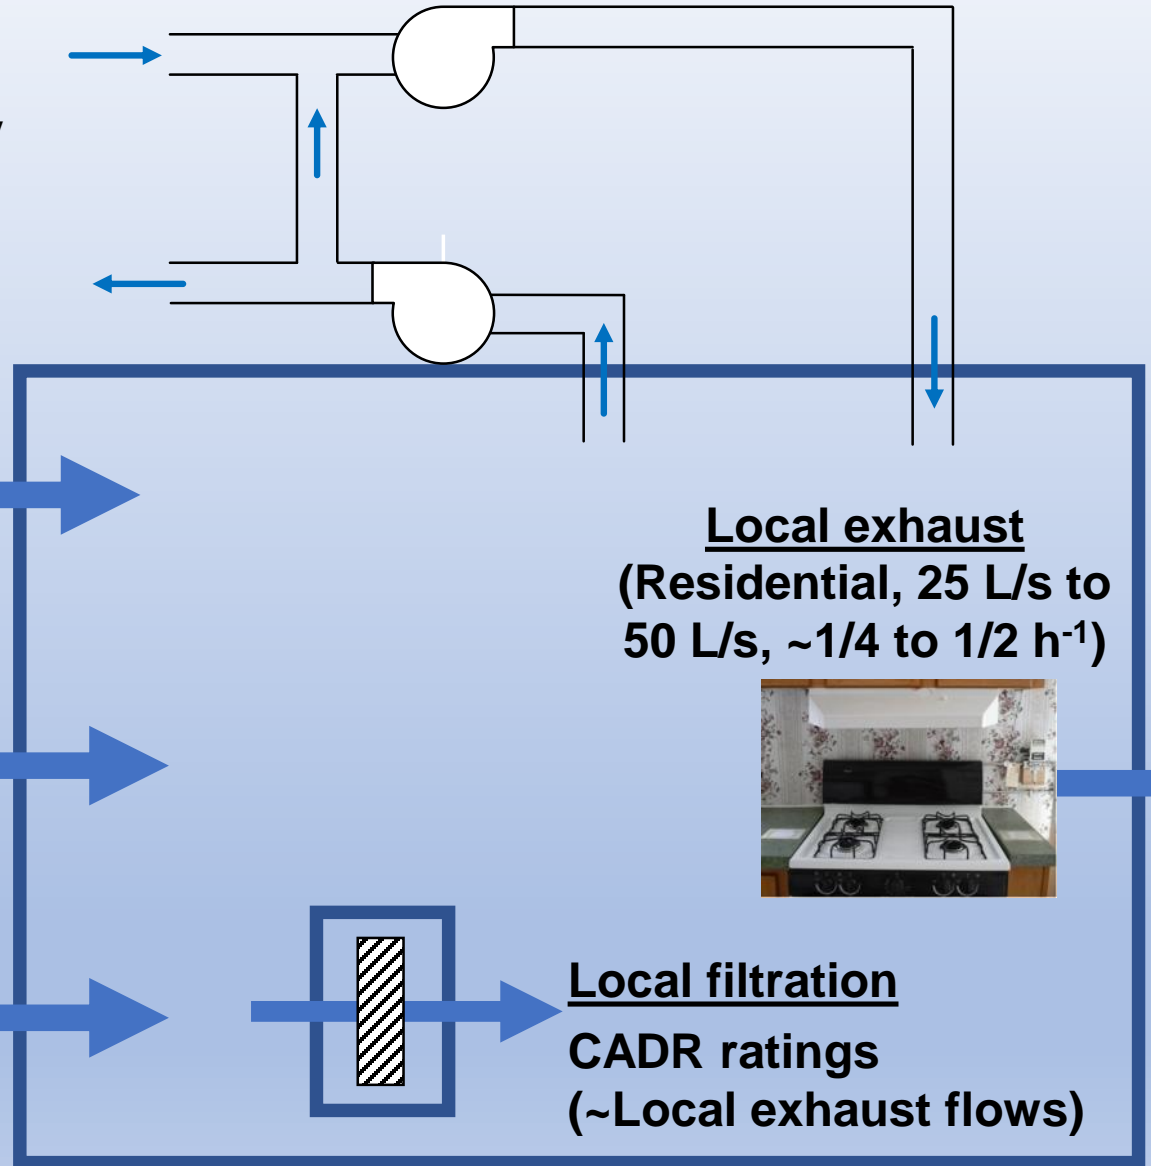 Local exhaust
(Residential, 25 L/s to
50 L/s, ~1/4 to 1/2 h-1)
Local filtration
CADR ratings
(~Local exhaust flows)